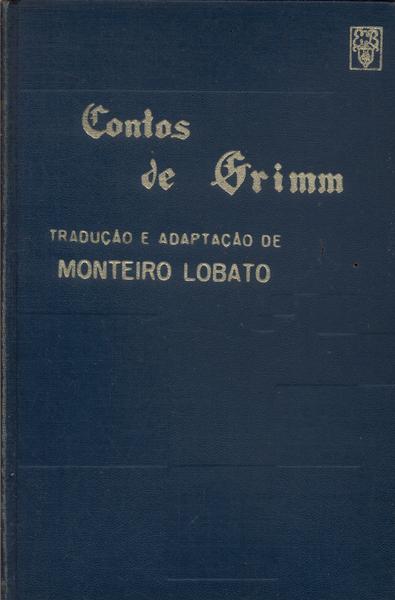 Contos
de Grimm
TRADUÇÃO E ADAPTAÇÃO DE
MONTEIRO LOBATO